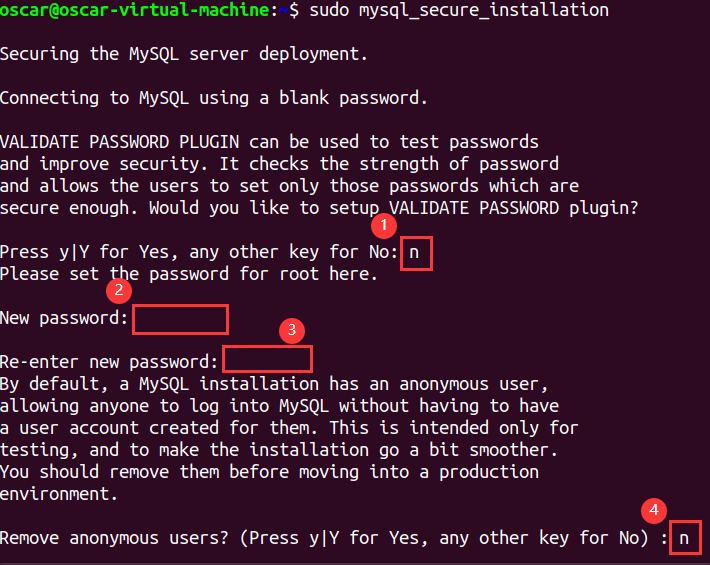 oscar@oscar-virtual-machine:~$ sudo mysql_secure_installation
Securing the MySQL server deployment.
Connecting to MySQL using a blank password.
VALIDATE PASSWORD PLUGIN can be used to test passwords
and improve security. It checks the strength of password
and allows the users to set only those passwords which are
secure enough. Would you like to setup VALIDATE PASSWORD plugin?
1
Press y|Y for Yes, any other key for No: n
Please set the password for root here.
2
New password:
3
Re-enter new password:
By default, a MySQL installation has an anonymous user,
allowing anyone to log into MySQL without having to have
a user account created for them. This is intended only for
testing, and to make the installation go a bit smoother.
You should remove them before moving into a production
environment.
4
Remove anonymous users? (Press y|Y for Yes, any other key for No) : n